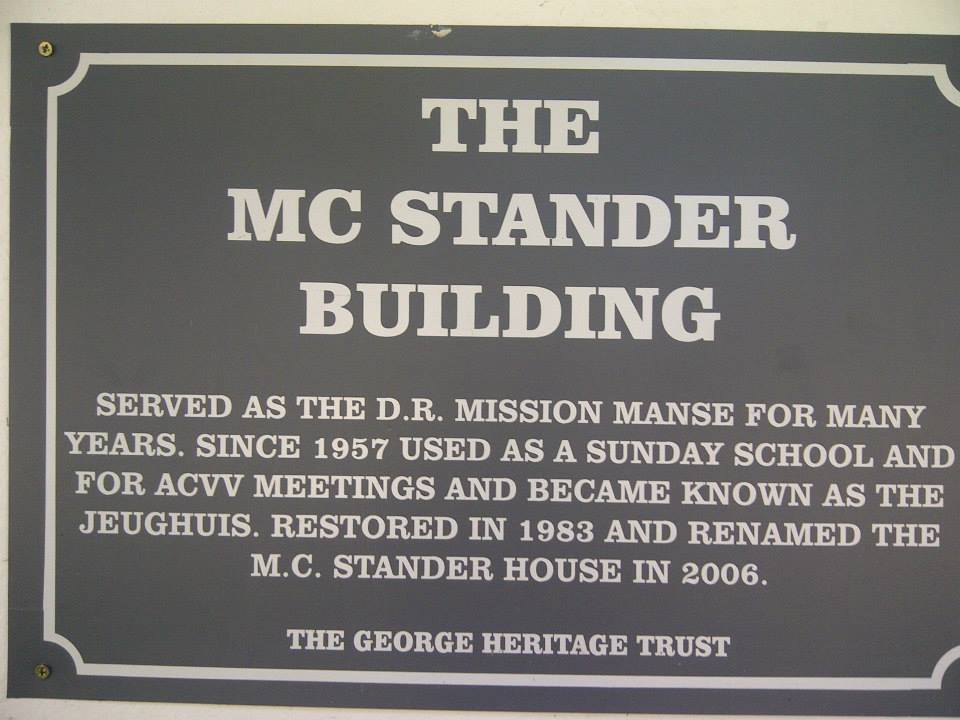 THE
MC STANDER
BUILDING
SERVED AS THE D.R. MISSION MANSE FOR MANY
YEARS. SINCE 1957 USED AS A SUNDAY SCHOOL AND
FOR ACVV MEETINGS AND BECAME KNOWN AS THE
JEUGHUIS. RESTORED IN 1983 AND RENAMED THE
M.C. STANDER HOUSE IN 2006.
THE GEORGE HERITAGE TRUST